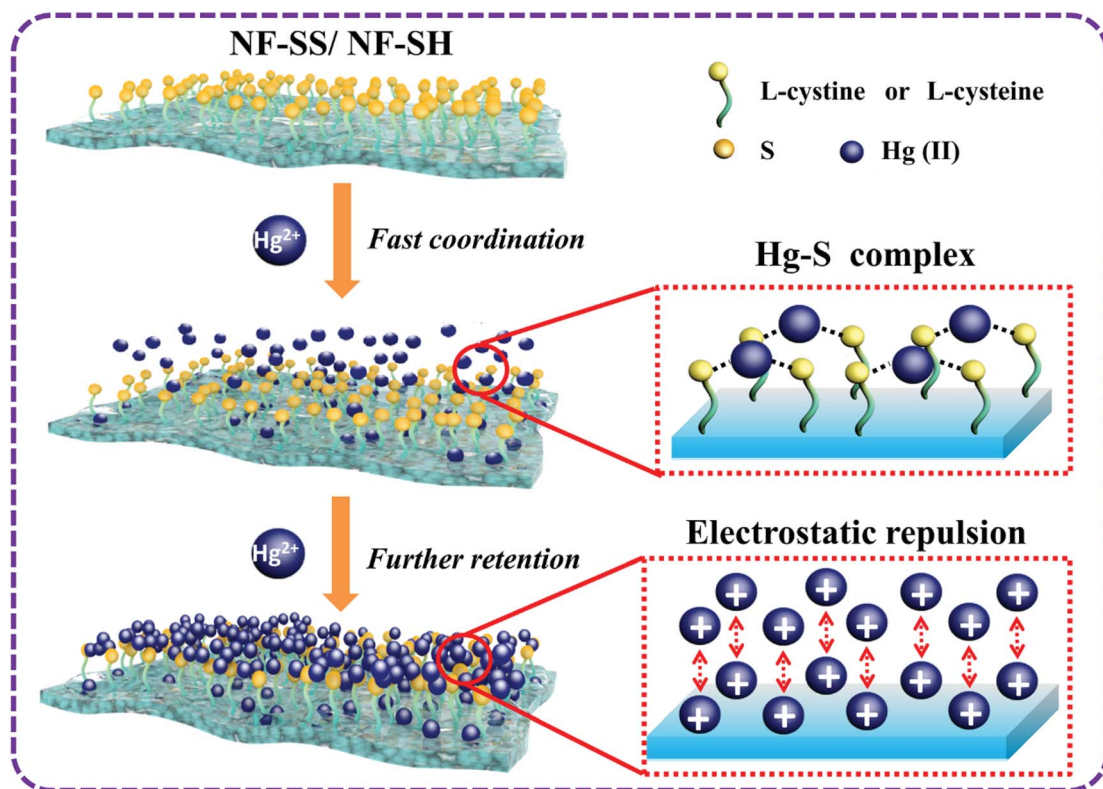 NF-SS/ NF-SH
L-cystine or L-cysteine
S
Hg (II)
Hg²⁺
Fast coordination
Hg-S complex
Hg²⁺
Further retention
Electrostatic repulsion
+ + + +
+ + + +
+ + + +
+ + + +